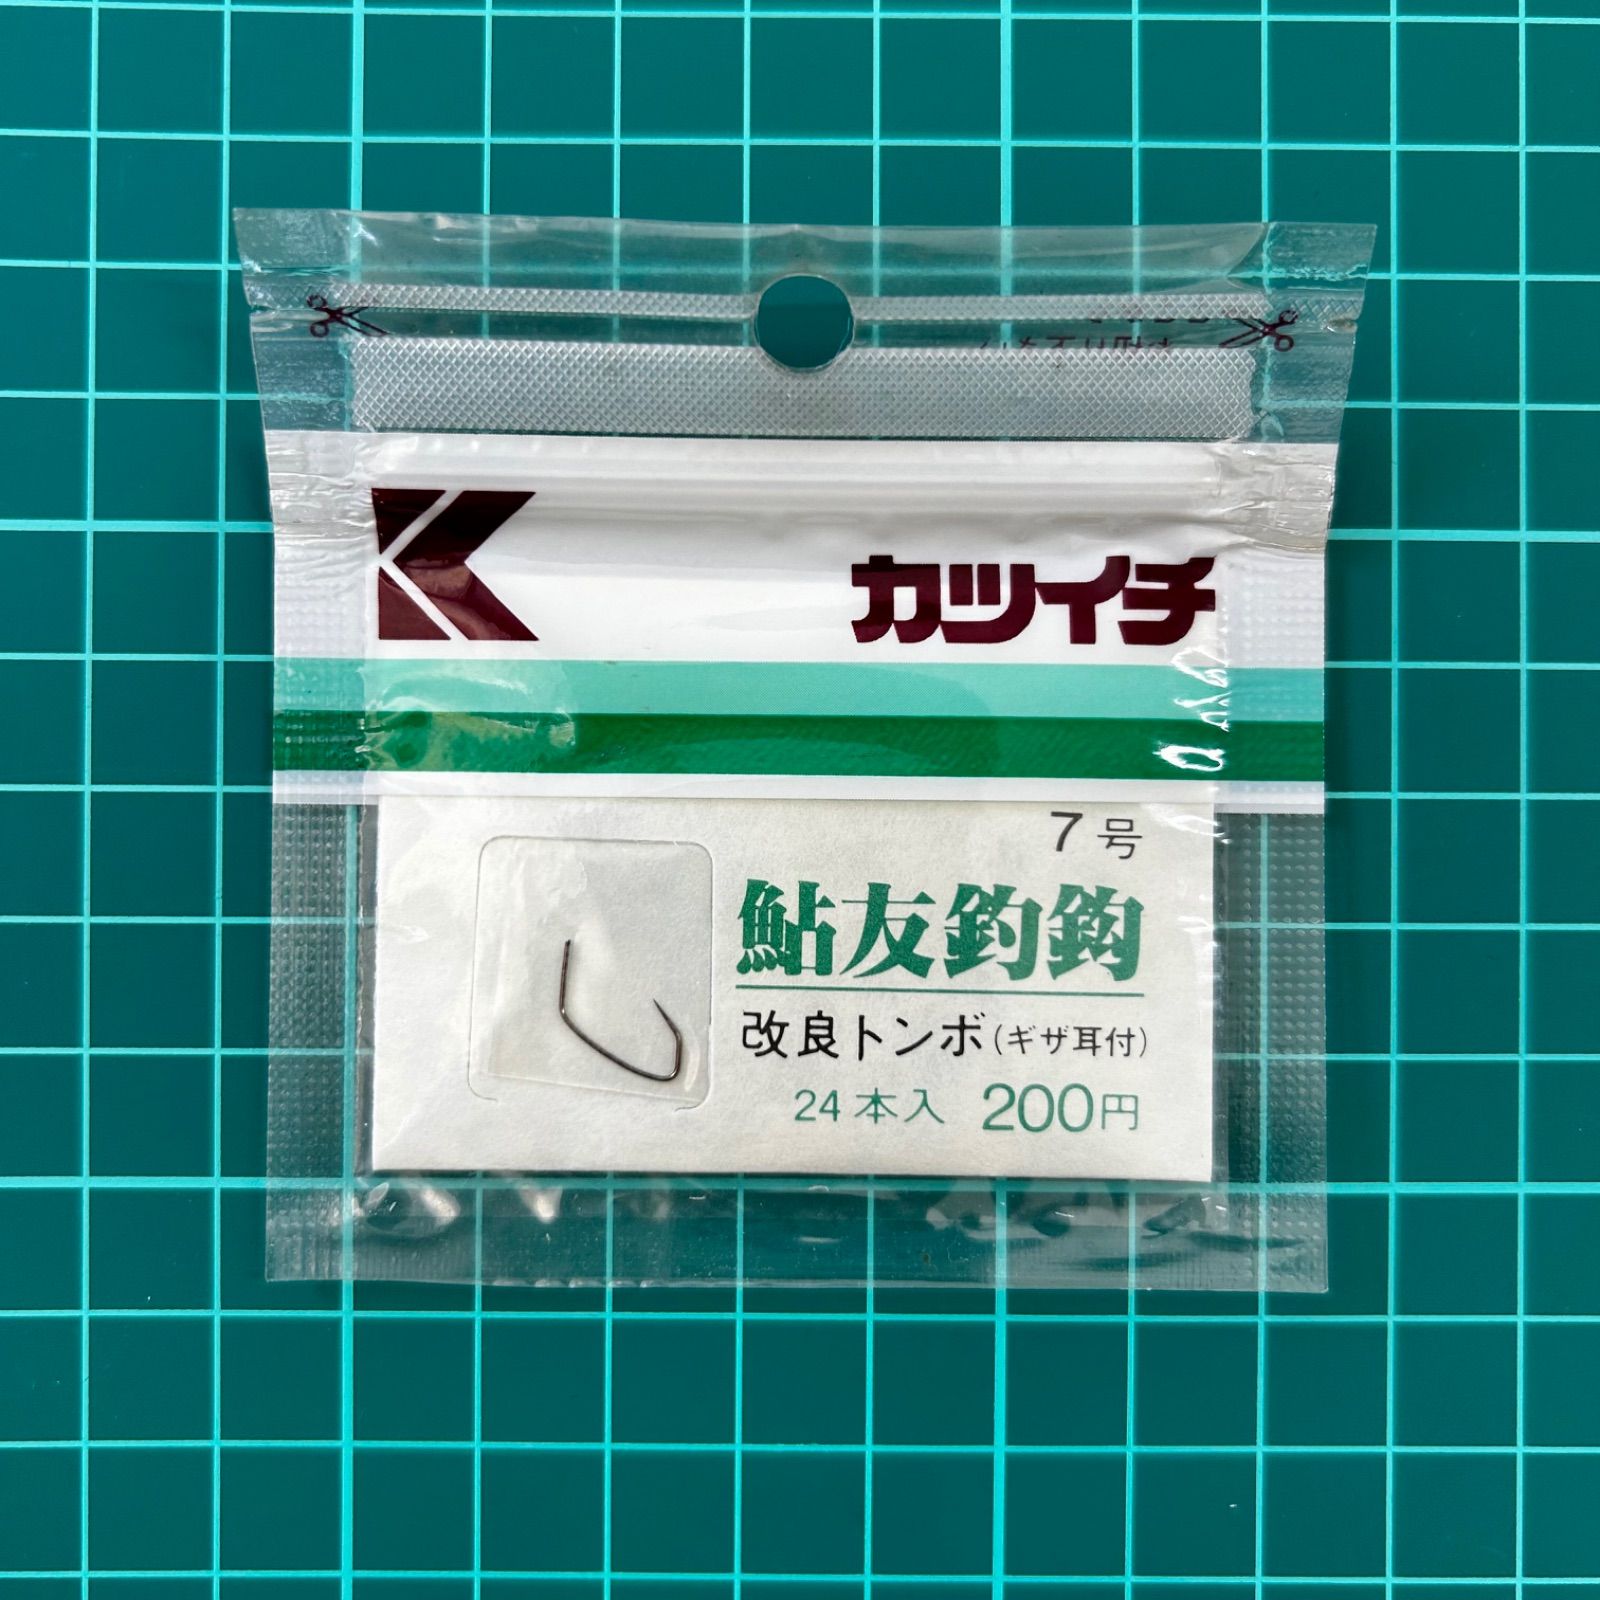 カツイチ
7号
鮎友釣鈎
改良トンボ(ギザ耳付)
24本入 200円